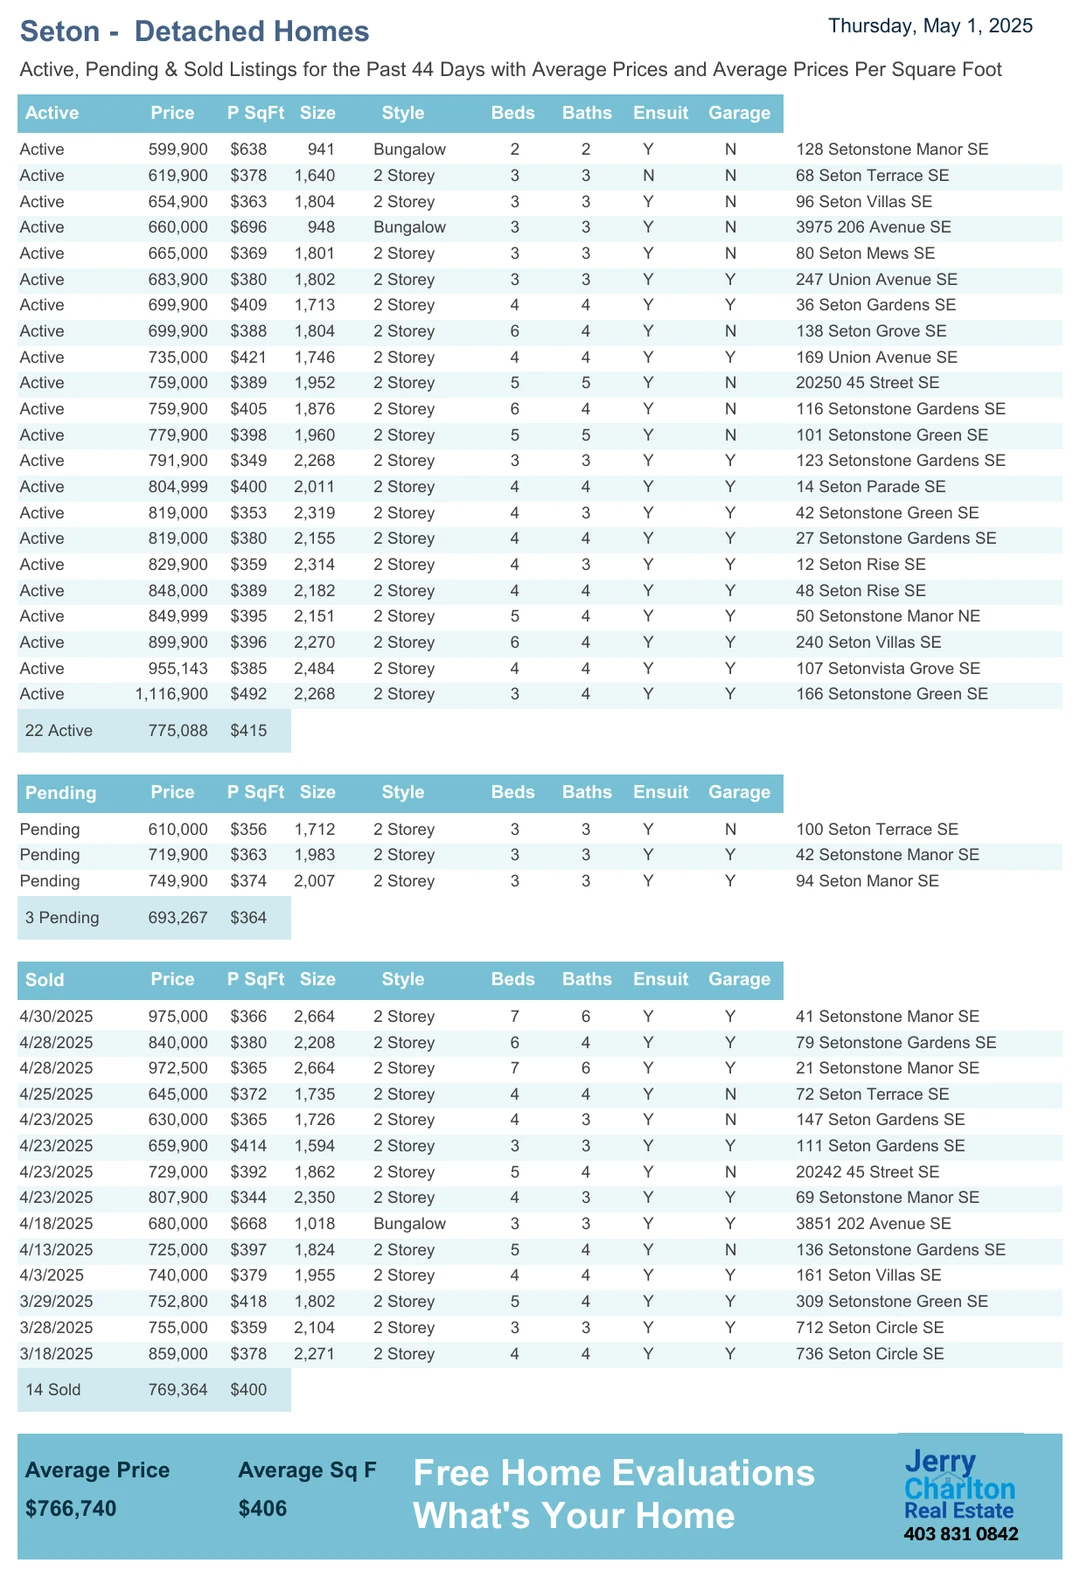 Seton -  Detached Homes
Thursday, May 1, 2025
Active, Pending & Sold Listings for the Past 44 Days with Average Prices and Average Prices Per Square Foot
Active Price P SqFt Size Style Beds Baths Ensuit Garage
Active 599,900 $638 941 Bungalow 2 2 Y N 128 Setonstone Manor SE
Active 619,900 $378 1,640 2 Storey 3 3 N N 68 Seton Terrace SE
Active 654,900 $363 1,804 2 Storey 3 3 Y N 96 Seton Villas SE
Active 660,000 $696 948 Bungalow 3 3 Y N 3975 206 Avenue SE
Active 665,000 $369 1,801 2 Storey 3 3 Y N 80 Seton Mews SE
Active 683,900 $380 1,802 2 Storey 3 3 Y Y 247 Union Avenue SE
Active 699,900 $409 1,713 2 Storey 4 4 Y Y 36 Seton Gardens SE
Active 699,900 $388 1,804 2 Storey 6 4 Y N 138 Seton Grove SE
Active 735,000 $421 1,746 2 Storey 4 4 Y Y 169 Union Avenue SE
Active 759,000 $389 1,952 2 Storey 5 5 Y N 20250 45 Street SE
Active 759,900 $405 1,876 2 Storey 6 4 Y N 116 Setonstone Gardens SE
Active 779,900 $398 1,960 2 Storey 5 5 Y N 101 Setonstone Green SE
Active 791,900 $349 2,268 2 Storey 3 3 Y Y 123 Setonstone Gardens SE
Active 804,999 $400 2,011 2 Storey 4 4 Y Y 14 Seton Parade SE
Active 819,000 $353 2,319 2 Storey 4 3 Y Y 42 Setonstone Green SE
Active 819,000 $380 2,155 2 Storey 4 4 Y Y 27 Setonstone Gardens SE
Active 829,900 $359 2,314 2 Storey 4 3 Y Y 12 Seton Rise SE
Active 848,000 $389 2,182 2 Storey 4 4 Y Y 48 Seton Rise SE
Active 849,999 $395 2,151 2 Storey 5 4 Y Y 50 Setonstone Manor NE
Active 899,900 $396 2,270 2 Storey 6 4 Y Y 240 Seton Villas SE
Active 955,143 $385 2,484 2 Storey 4 4 Y Y 107 Setonvista Grove SE
Active 1,116,900 $492 2,268 2 Storey 3 4 Y Y 166 Setonstone Green SE
22 Active 775,088 $415
Pending Price P SqFt Size Style Beds Baths Ensuit Garage
Pending 610,000 $356 1,712 2 Storey 3 3 Y N 100 Seton Terrace SE
Pending 719,900 $363 1,983 2 Storey 3 3 Y Y 42 Setonstone Manor SE
Pending 749,900 $374 2,007 2 Storey 3 3 Y Y 94 Seton Manor SE
3 Pending 693,267 $364
Sold Price P SqFt Size Style Beds Baths Ensuit Garage
4/30/2025 975,000 $366 2,664 2 Storey 7 6 Y Y 41 Setonstone Manor SE
4/28/2025 840,000 $380 2,208 2 Storey 6 4 Y Y 79 Setonstone Gardens SE
4/28/2025 972,500 $365 2,664 2 Storey 7 6 Y Y 21 Setonstone Manor SE
4/25/2025 645,000 $372 1,735 2 Storey 4 4 Y N 72 Seton Terrace SE
4/23/2025 630,000 $365 1,726 2 Storey 4 3 Y N 147 Seton Gardens SE
4/23/2025 659,900 $414 1,594 2 Storey 3 3 Y Y 111 Seton Gardens SE
4/23/2025 729,000 $392 1,862 2 Storey 5 4 Y N 20242 45 Street SE
4/23/2025 807,900 $344 2,350 2 Storey 4 3 Y Y 69 Setonstone Manor SE
4/18/2025 680,000 $668 1,018 Bungalow 3 3 Y Y 3851 202 Avenue SE
4/13/2025 725,000 $397 1,824 2 Storey 5 4 Y N 136 Setonstone Gardens SE
4/3/2025 740,000 $379 1,955 2 Storey 4 4 Y Y 161 Seton Villas SE
3/29/2025 752,800 $418 1,802 2 Storey 5 4 Y Y 309 Setonstone Green SE
3/28/2025 755,000 $359 2,104 2 Storey 3 3 Y Y 712 Seton Circle SE
3/18/2025 859,000 $378 2,271 2 Storey 4 4 Y Y 736 Seton Circle SE
14 Sold 769,364 $400
Average Price Average Sq F
$766,740 $406
Free Home Evaluations
What's Your Home
Jerry
Charlton
Real Estate
403 831 0842